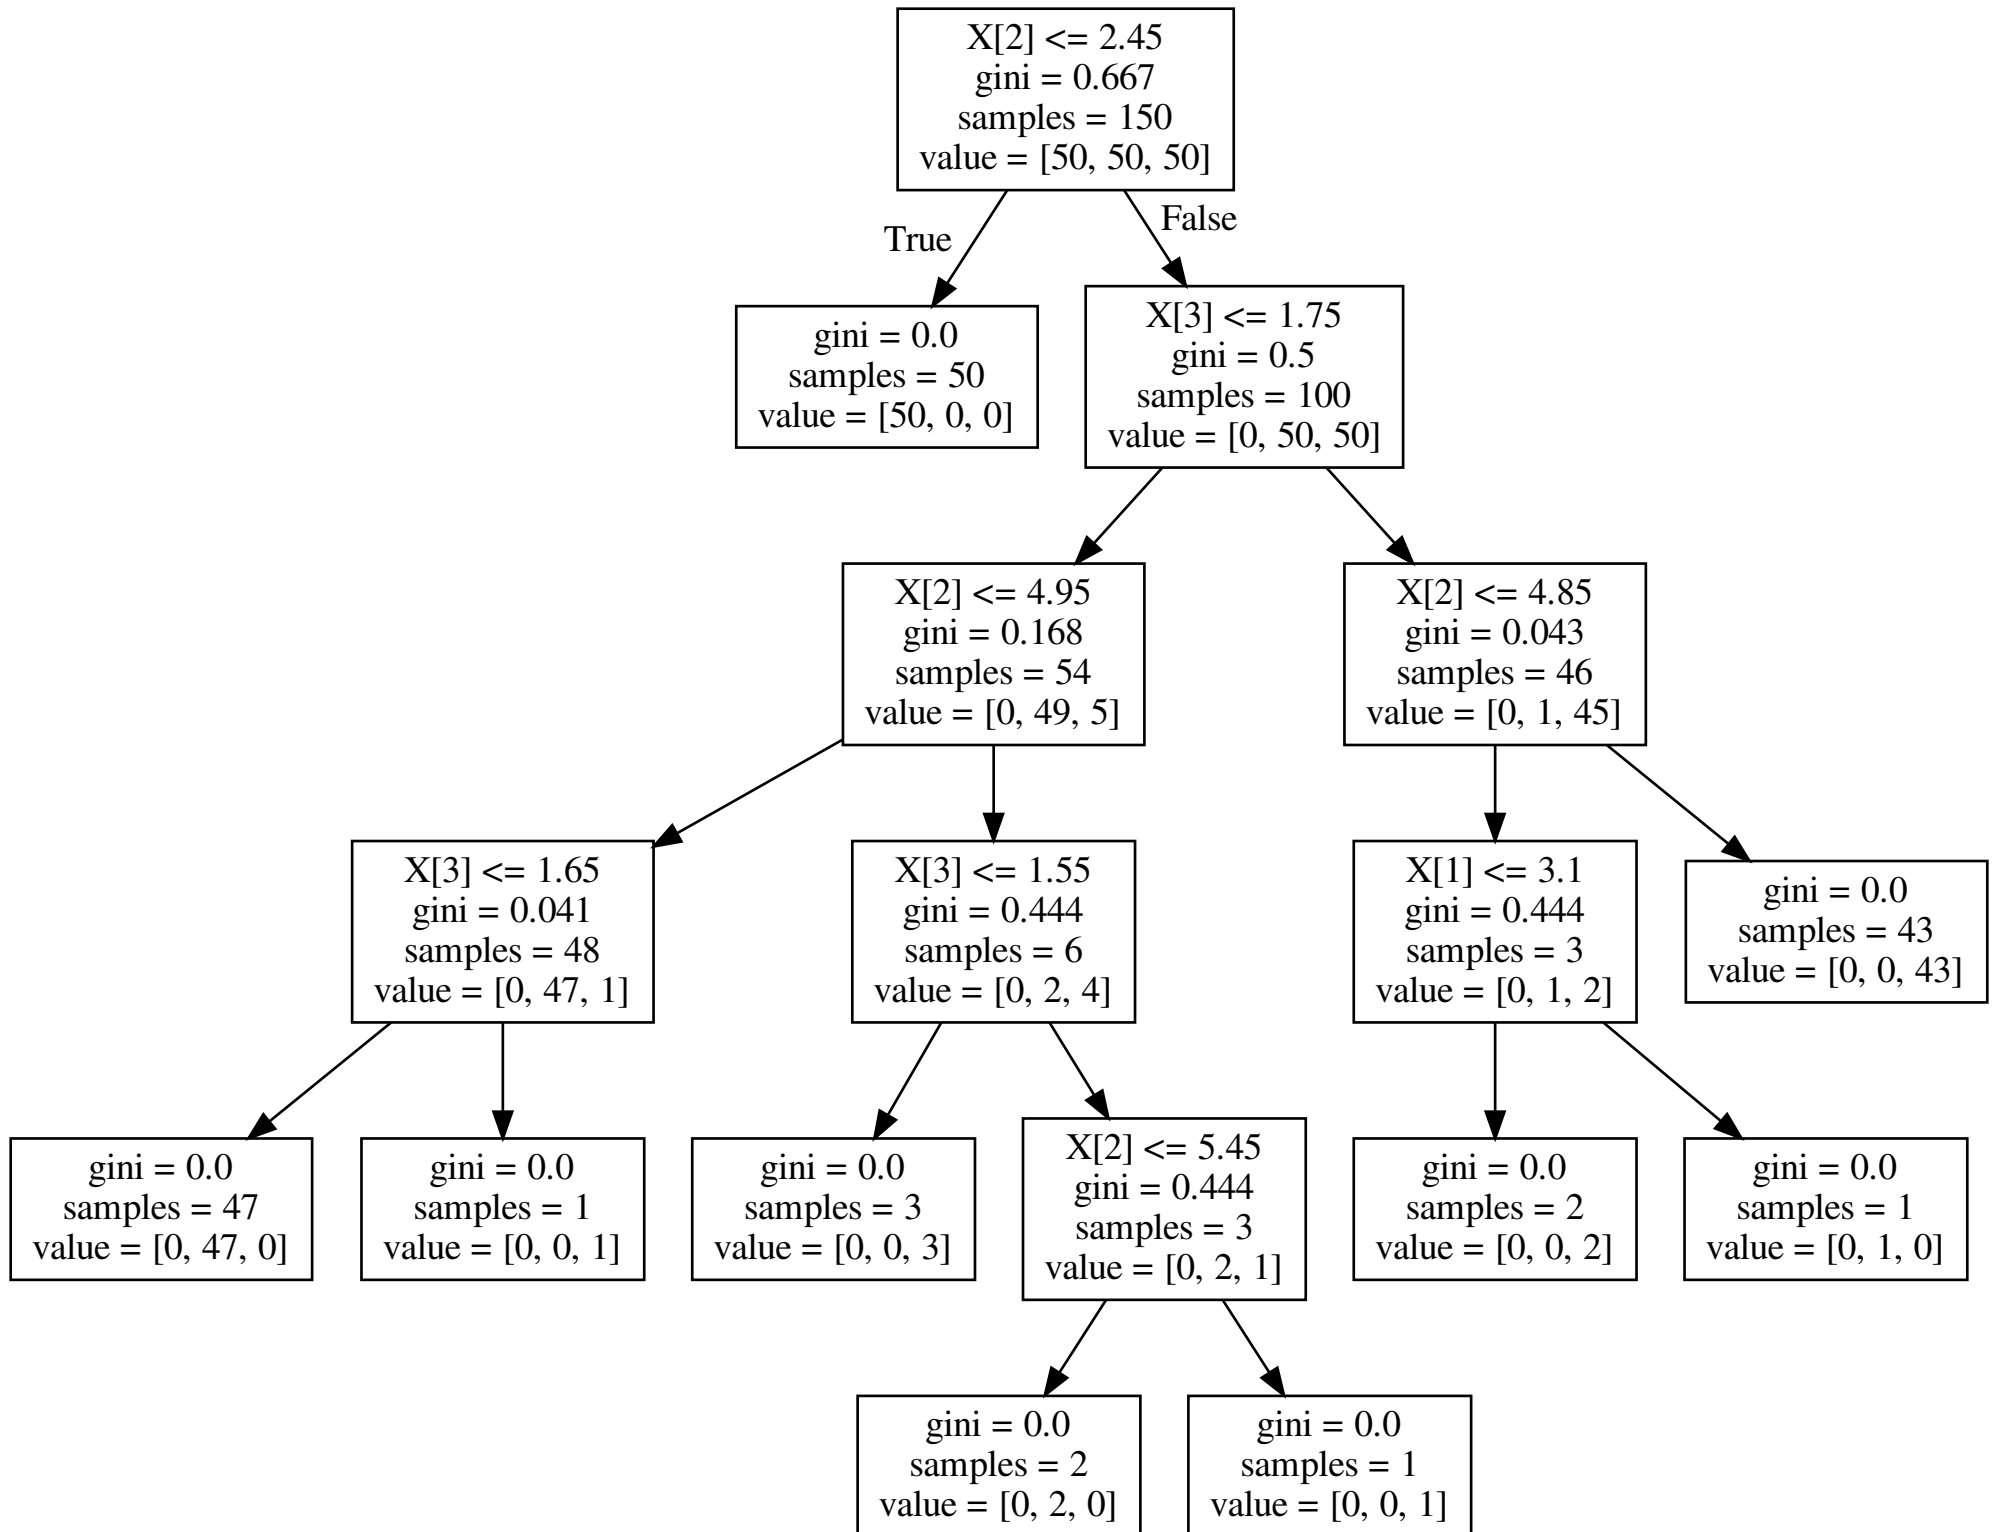 X[2] <= 2.45
gini = 0.667
samples = 150
value = [50, 50, 50]
True
False
gini = 0.0
samples = 50
value = [50, 0, 0]
X[3] <= 1.75
gini = 0.5
samples = 100
value = [0, 50, 50]
X[2] <= 4.95
gini = 0.168
samples = 54
value = [0, 49, 5]
X[2] <= 4.85
gini = 0.043
samples = 46
value = [0, 1, 45]
X[3] <= 1.65
gini = 0.041
samples = 48
value = [0, 47, 1]
X[3] <= 1.55
gini = 0.444
samples = 6
value = [0, 2, 4]
X[1] <= 3.1
gini = 0.444
samples = 3
value = [0, 1, 2]
gini = 0.0
samples = 43
value = [0, 0, 43]
gini = 0.0
samples = 47
value = [0, 47, 0]
gini = 0.0
samples = 1
value = [0, 0, 1]
gini = 0.0
samples = 3
value = [0, 0, 3]
X[2] <= 5.45
gini = 0.444
samples = 3
value = [0, 2, 1]
gini = 0.0
samples = 2
value = [0, 0, 2]
gini = 0.0
samples = 1
value = [0, 1, 0]
gini = 0.0
samples = 2
value = [0, 2, 0]
gini = 0.0
samples = 1
value = [0, 0, 1]